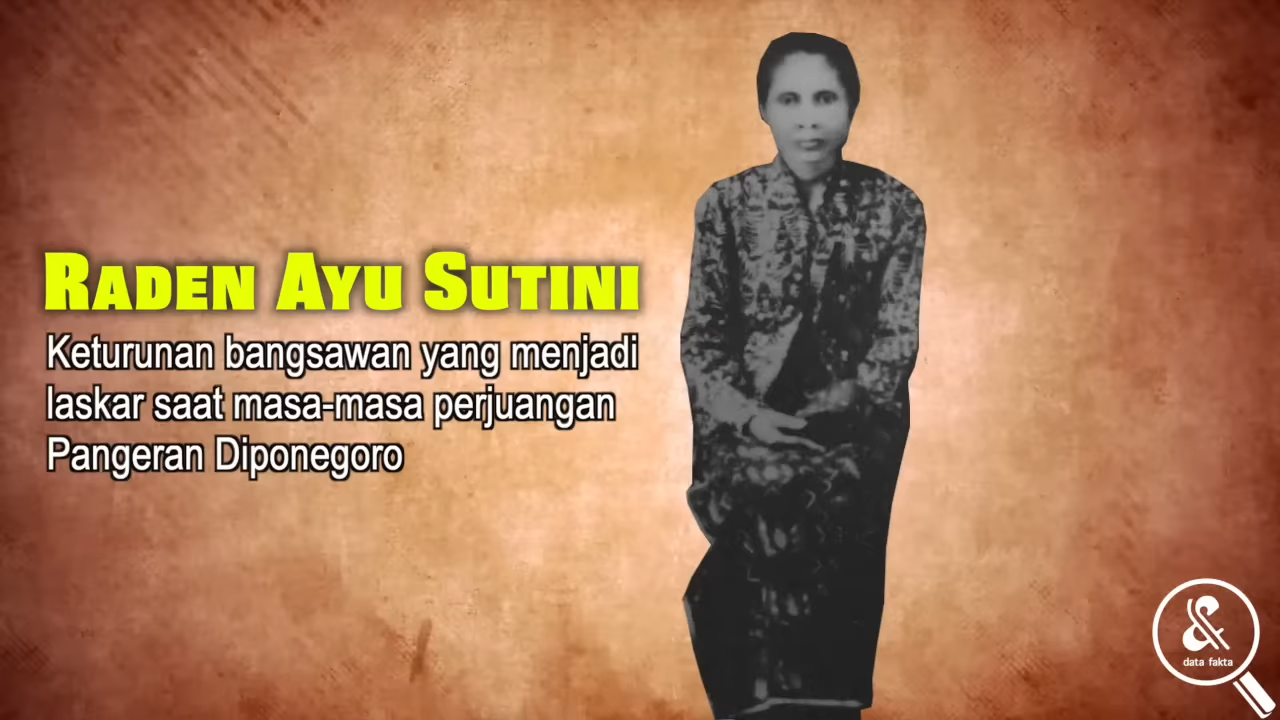 Raden Ayu Sutini
Keturunan bangsawan yang menjadi
laskar saat masa-masa perjuangan
Pangeran Diponegoro
&
data fakta